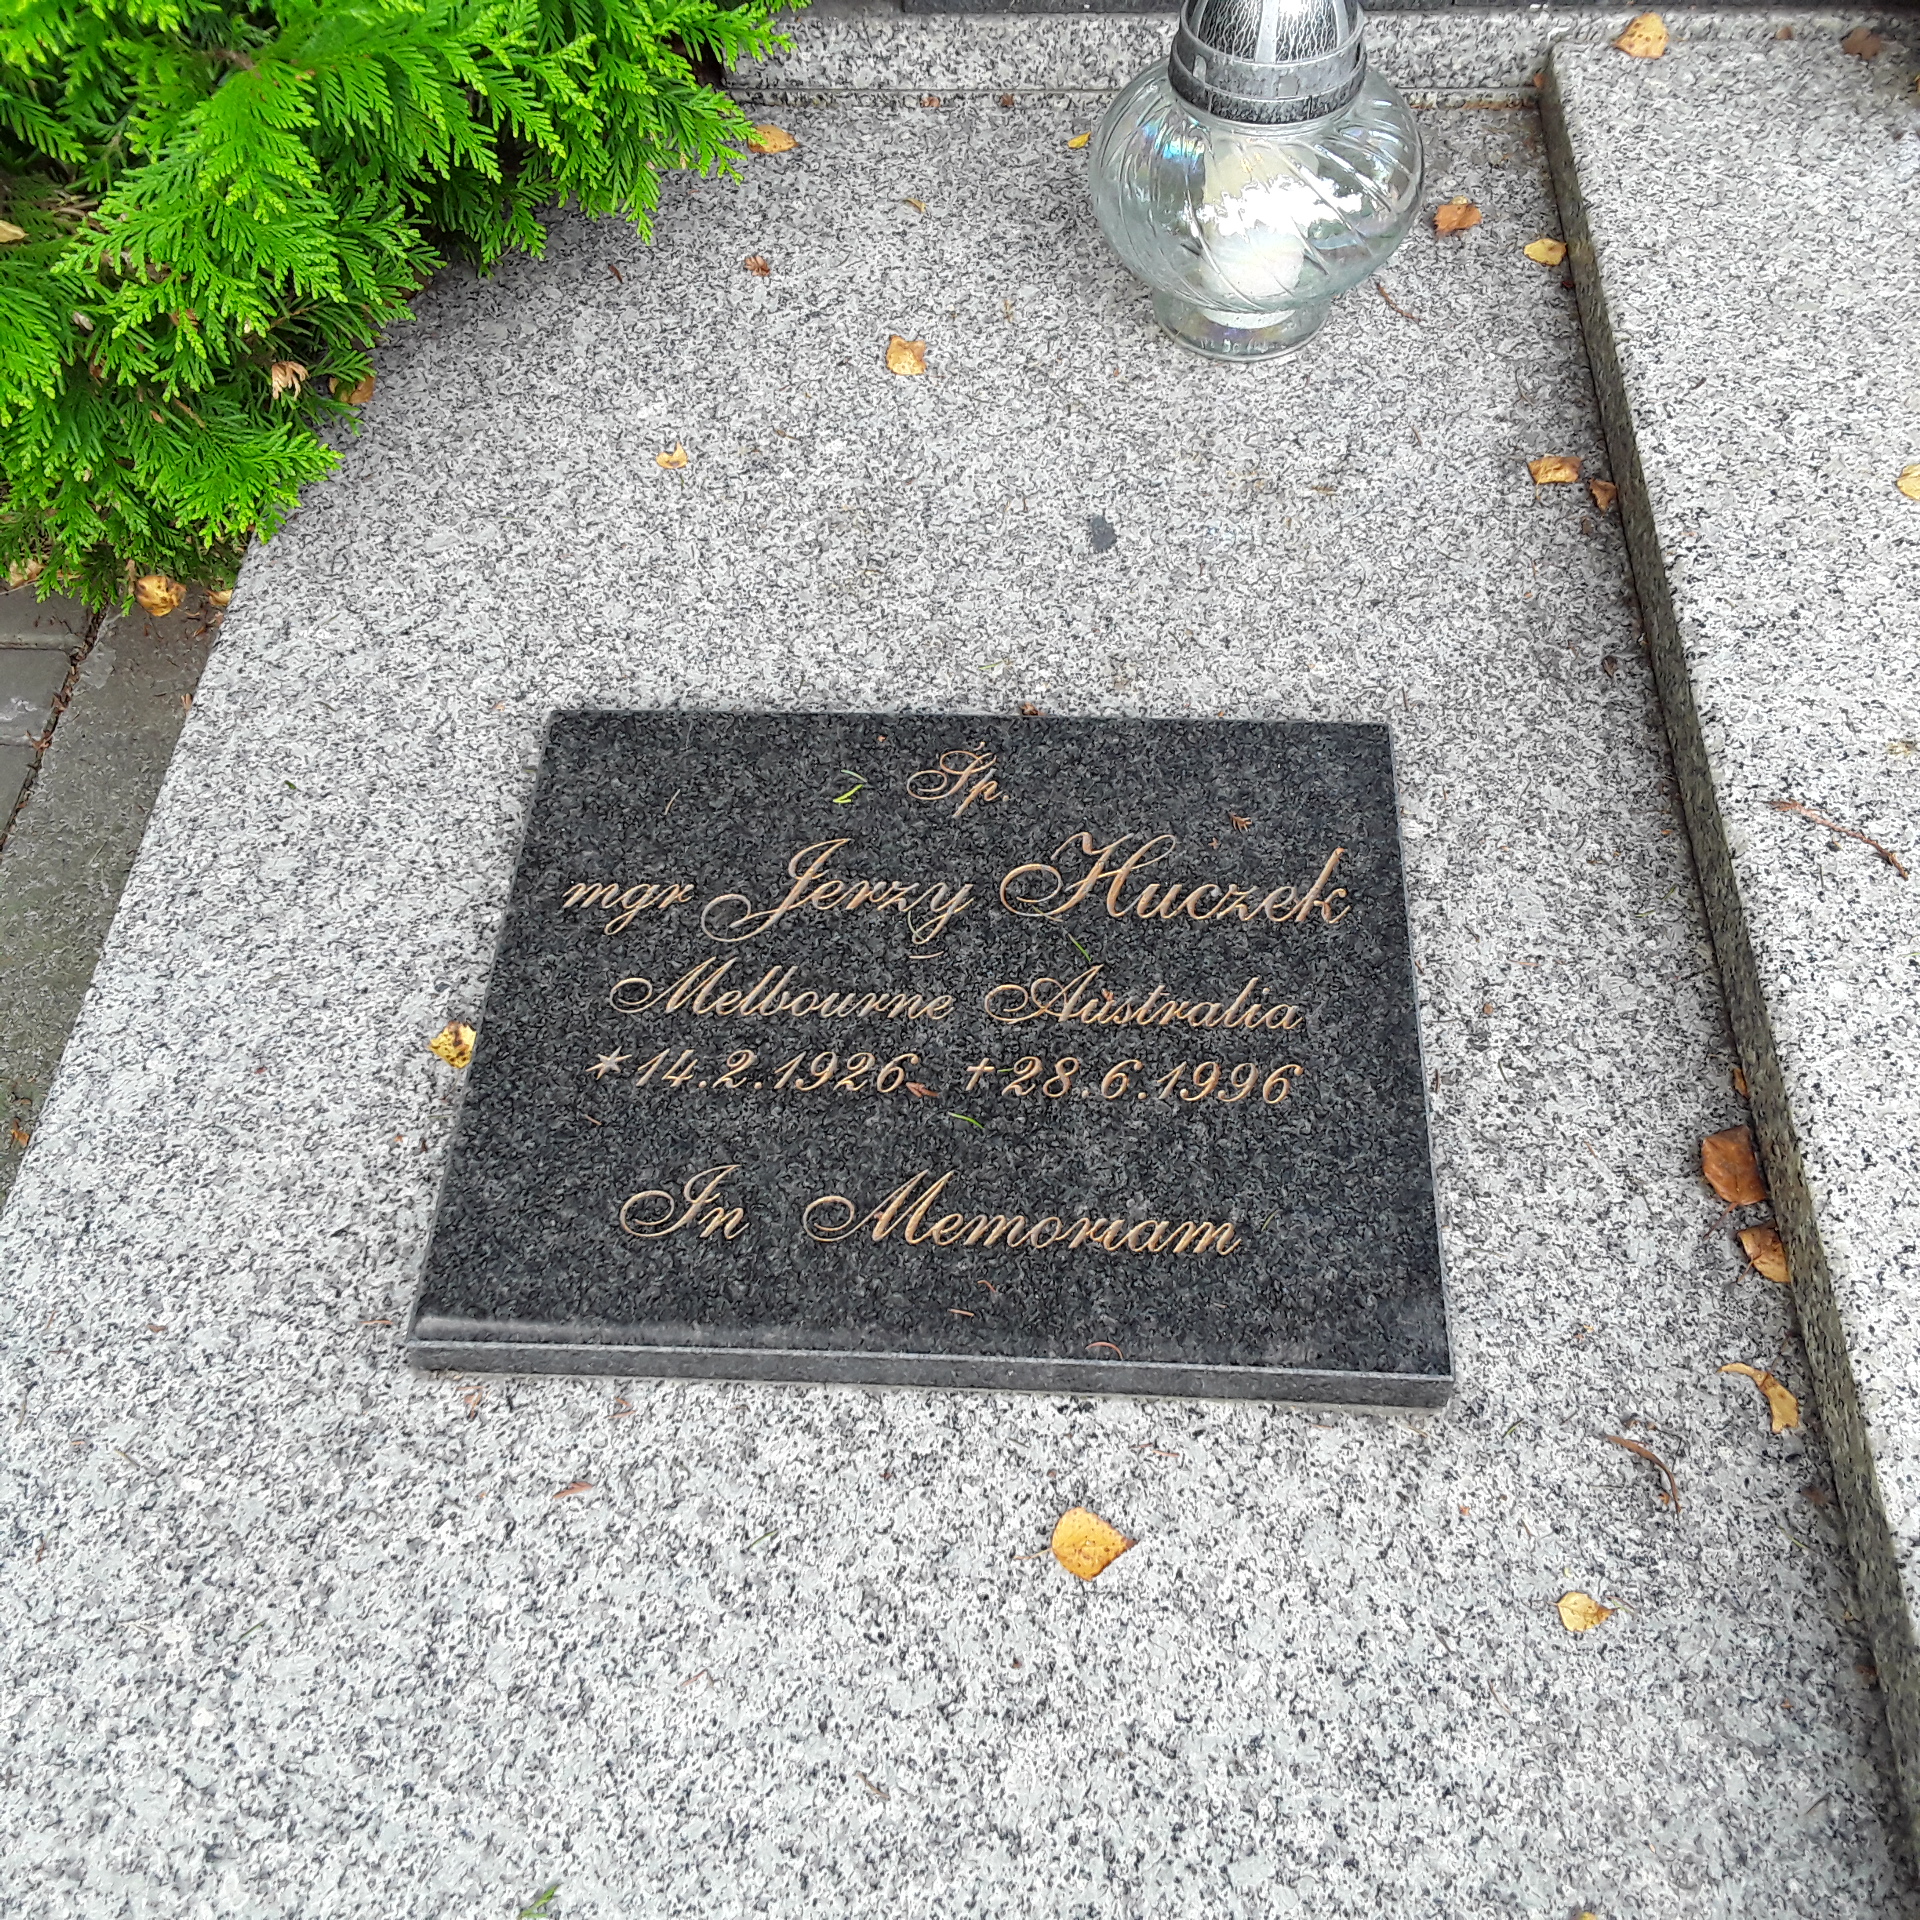 Śp.
mgr Jerzy Huczek
Melbourne Australia
*14.2.1926 †28.6.1996
In Memoriam